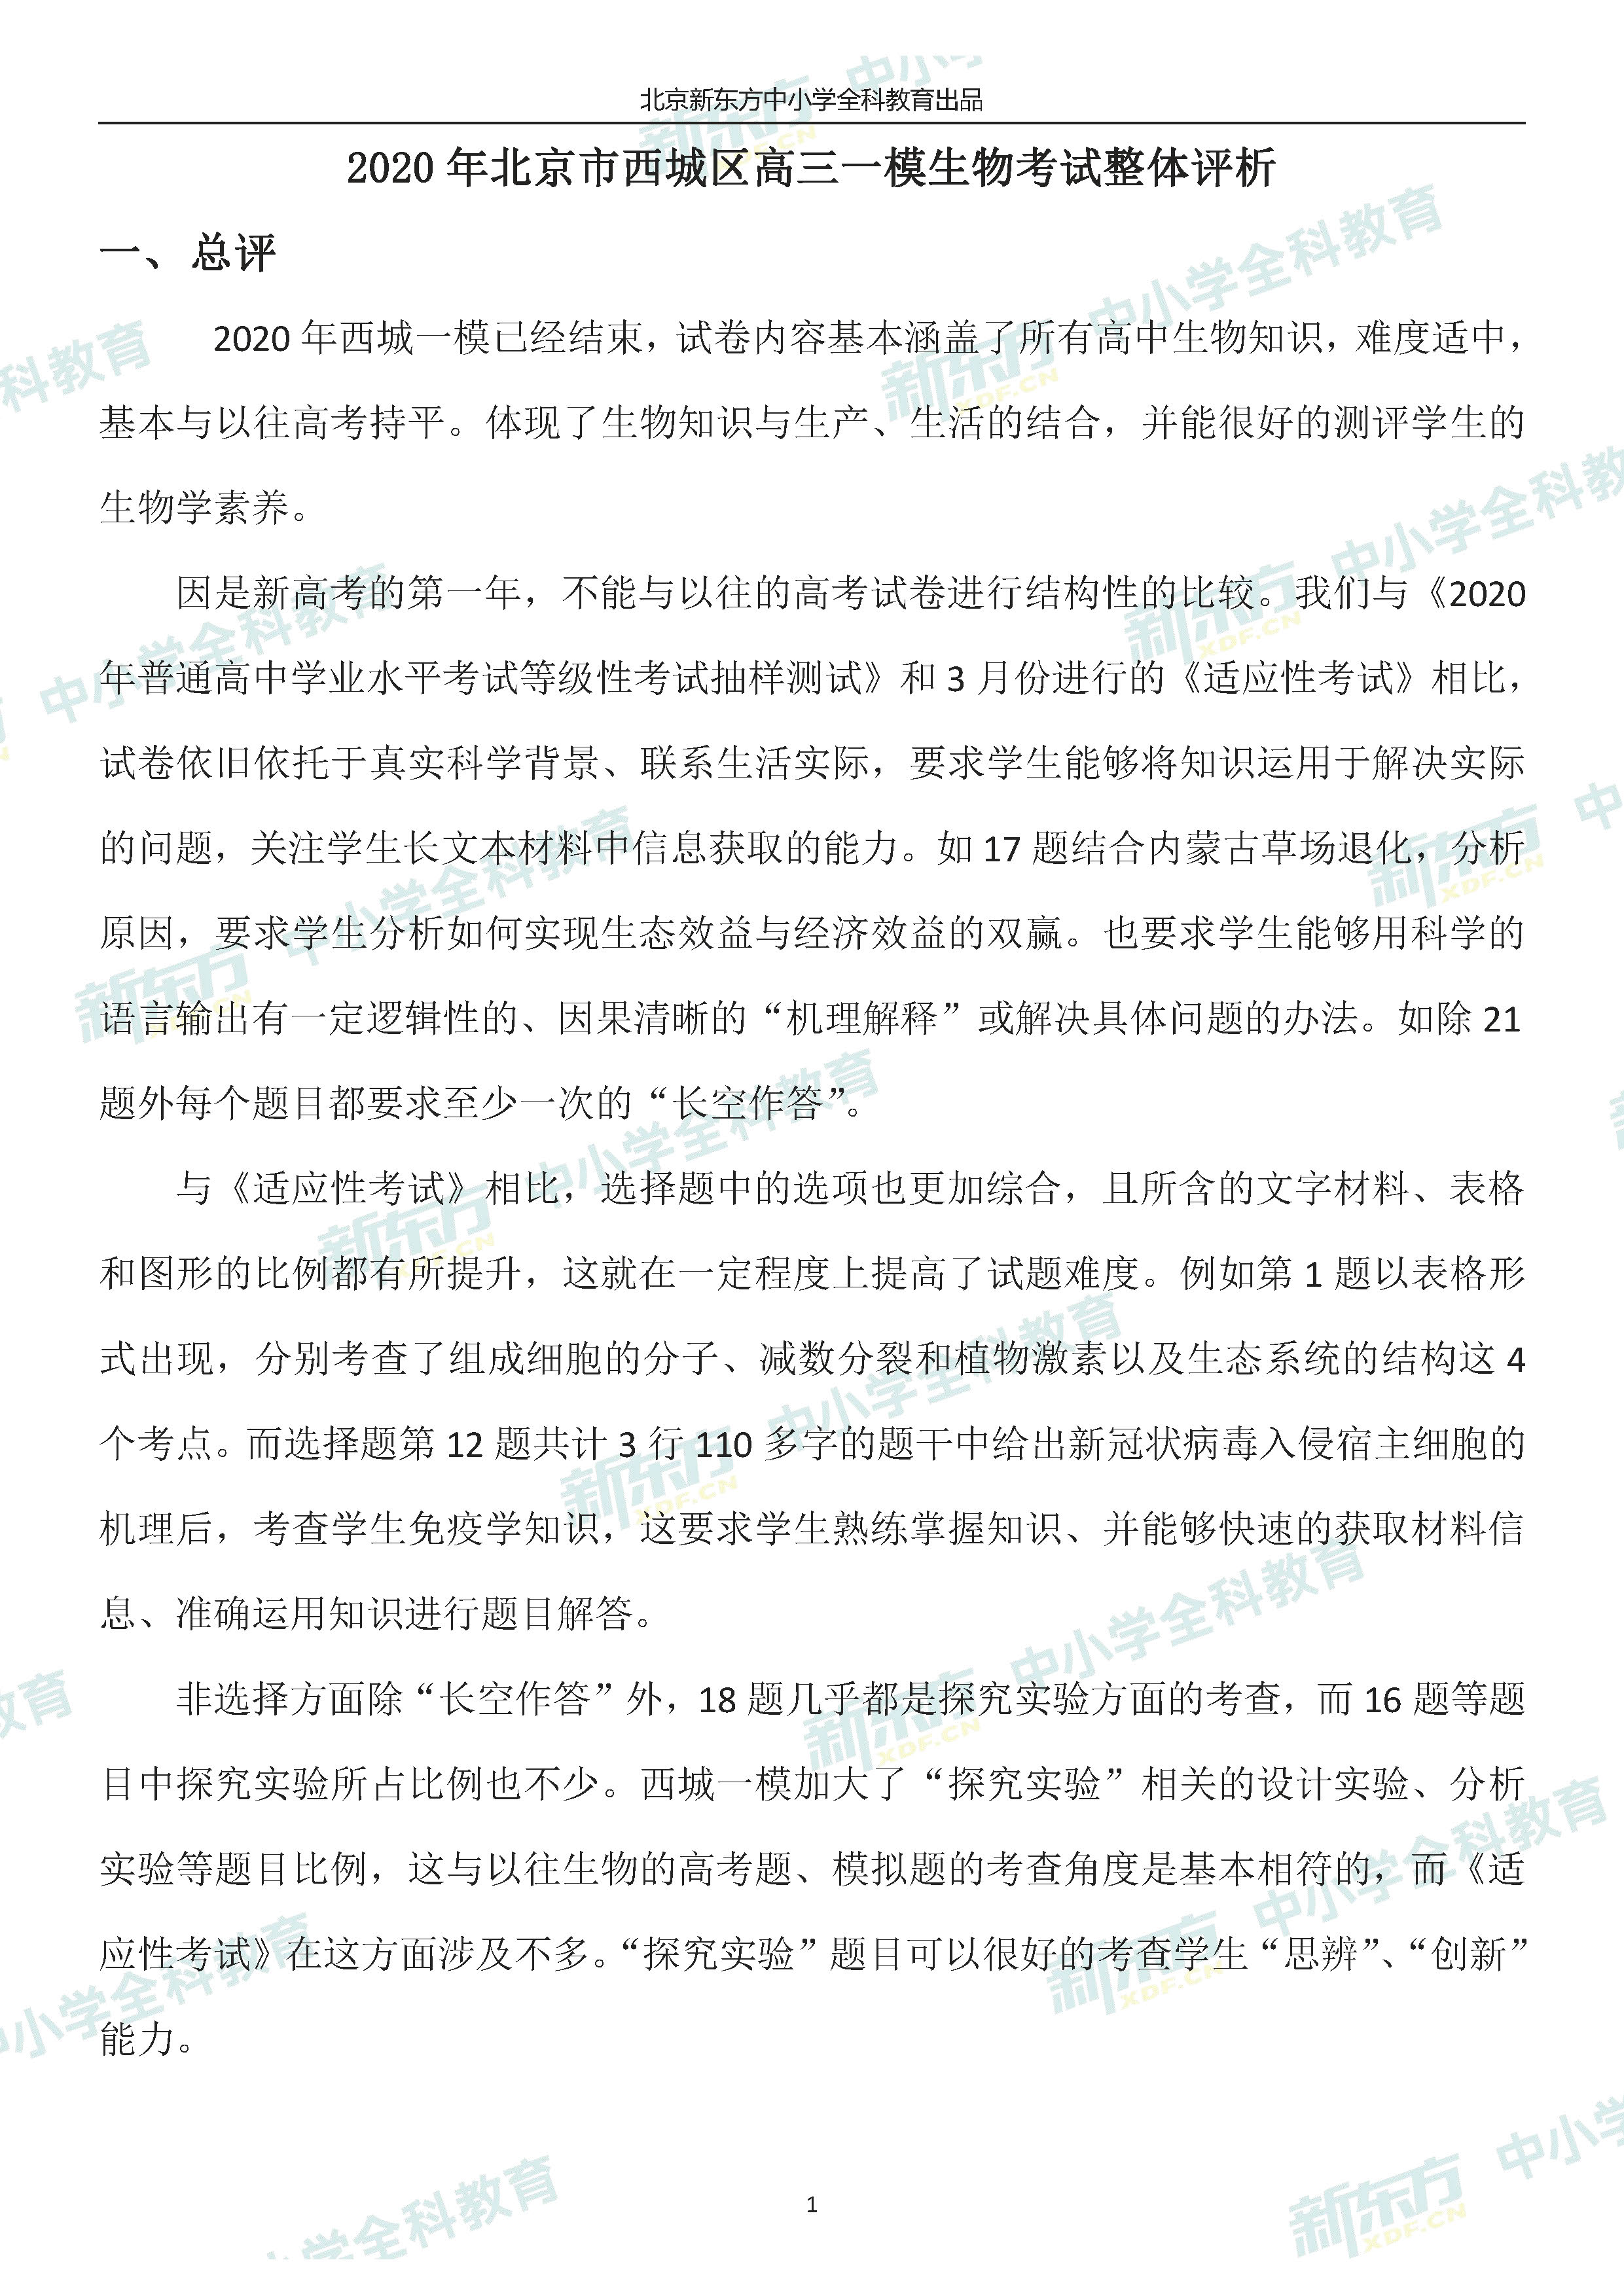 北京新东方中小学全科教育出品
2020 年北京市西城区高三一模生物考试整体评析
一、 总评
2020 年西城一模已经结束，试卷内容基本涵盖了所有高中生物知识，难度适中，
基本与以往高考持平。体现了生物知识与生产、生活的结合，并能很好的测评学生的
生物学素养。
因是新高考的第一年，不能与以往的高考试卷进行结构性的比较。我们与《2020
年普通高中学业水平考试等级性考试抽样测试》和 3 月份进行的《适应性考试》相比，
试卷依旧依托于真实科学背景、联系生活实际，要求学生能够将知识运用于解决实际
的问题，关注学生长文本材料中信息获取的能力。如 17 题结合内蒙古草场退化，分析
原因，要求学生分析如何实现生态效益与经济效益的双赢。也要求学生能够用科学的
语言输出有一定逻辑性的、因果清晰的“机理解释”或解决具体问题的办法。如除 21
题外每个题目都要求至少一次的“长空作答”。
与《适应性考试》相比，选择题中的选项也更加综合，且所含的文字材料、表格
和图形的比例都有所提升，这就在一定程度上提高了试题难度。例如第 1 题以表格形
式出现，分别考查了组成细胞的分子、减数分裂和植物激素以及生态系统的结构这 4
个考点。而选择题第 12 题共计 3 行 110 多字的题干中给出新冠状病毒入侵宿主细胞的
机理后，考查学生免疫学知识，这要求学生熟练掌握知识、并能够快速的获取材料信
息、准确运用知识进行题目解答。
非选择方面除“长空作答”外，18 题几乎都是探究实验方面的考查，而 16 题等题
目中探究实验所占比例也不少。西城一模加大了“探究实验”相关的设计实验、分析
实验等题目比例，这与以往生物的高考题、模拟题的考查角度是基本相符的，而《适
应性考试》在这方面涉及不多。“探究实验”题目可以很好的考查学生“思辨”、“创新”
能力。
1
新东方 XDF.CN 中小学全科教育